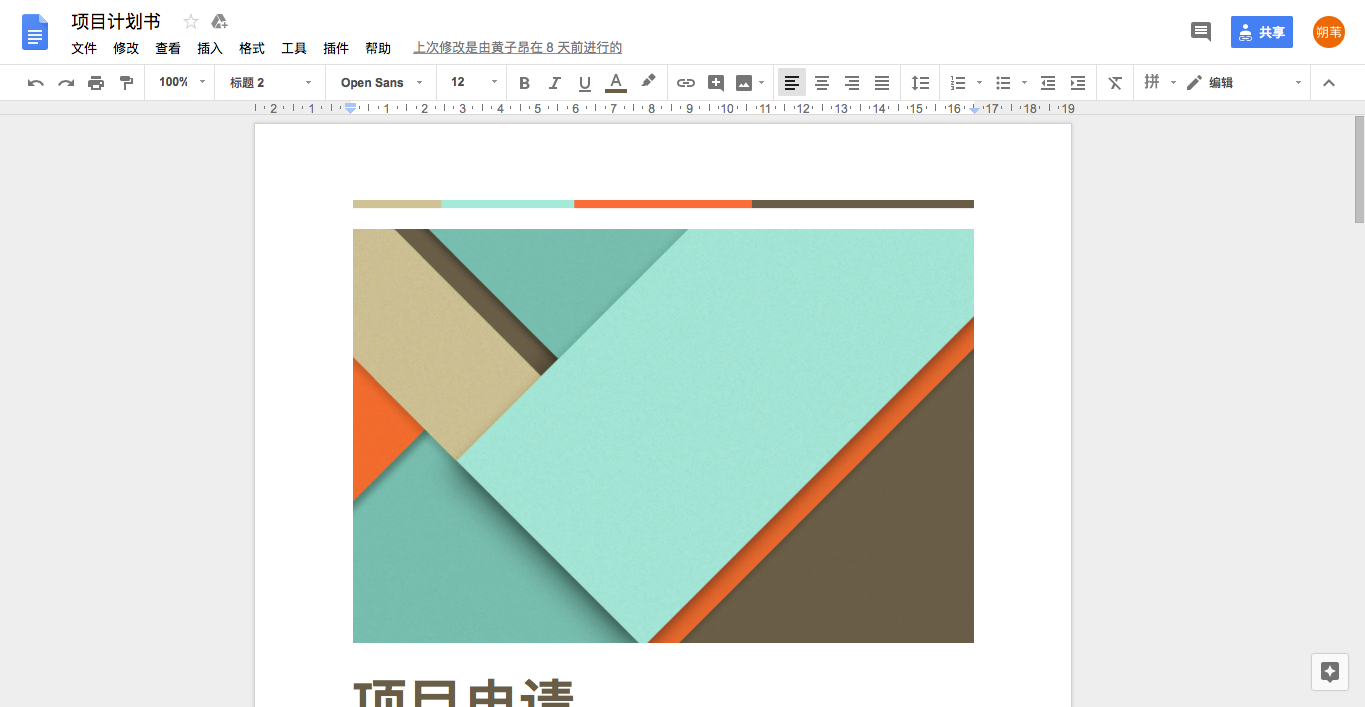 项目计划书
文件 修改 查看 插入 格式 工具 插件 帮助 上次修改是由黄子昂在 8 天前进行的
共享
朔苇
100% 标题 2 Open Sans 12 B I U A 拼 编辑
2 1 1 2 3 4 5 6 7 8 9 10 11 12 13 14 15 16 17 18 19
项目申请